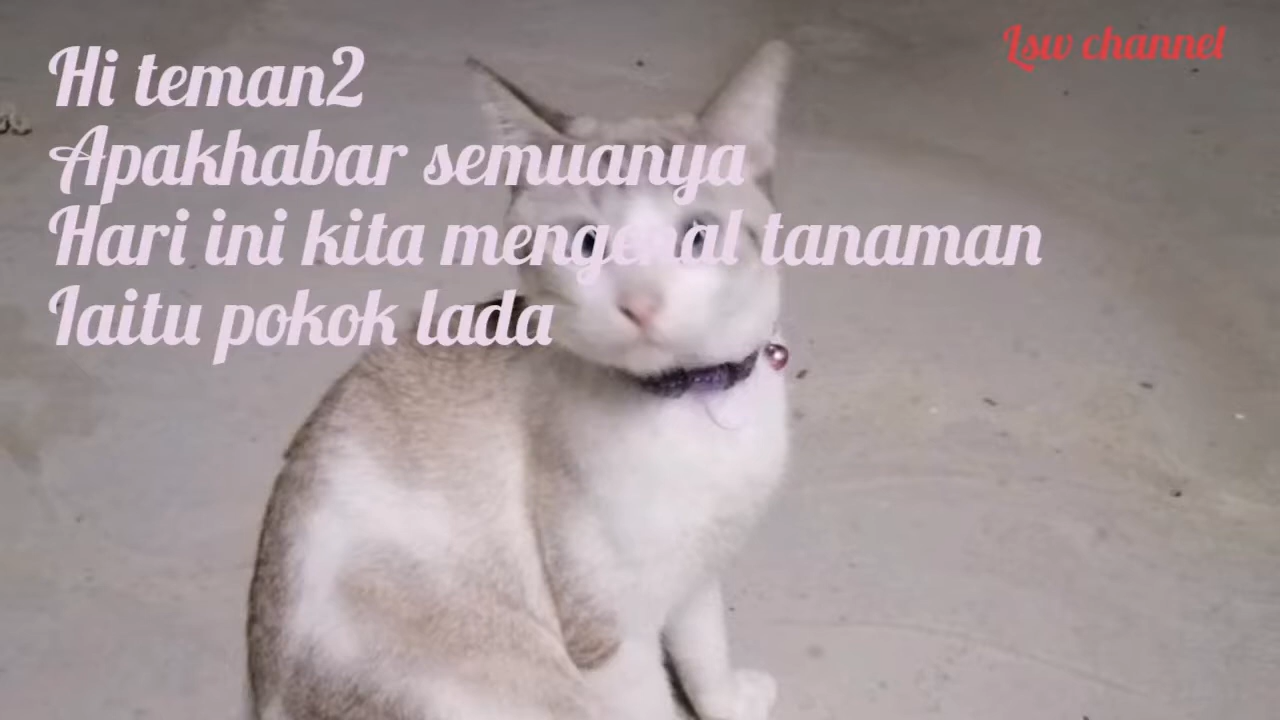 Lsw channel
Hi teman2
Apakhabar semuanya
Hari ini kita mengenal tanaman
Iaitu pokok lada